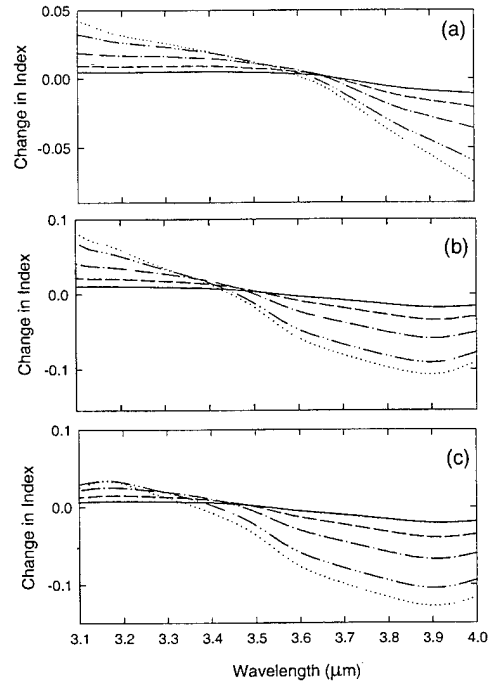 0.05
0.00
-0.05
Change in Index
(a)
0.1
0.0
-0.1
Change in Index
(b)
0.1
0.0
-0.1
Change in Index
(c)
3.1 3.2 3.3 3.4 3.5 3.6 3.7 3.8 3.9 4.0
Wavelength (μm)